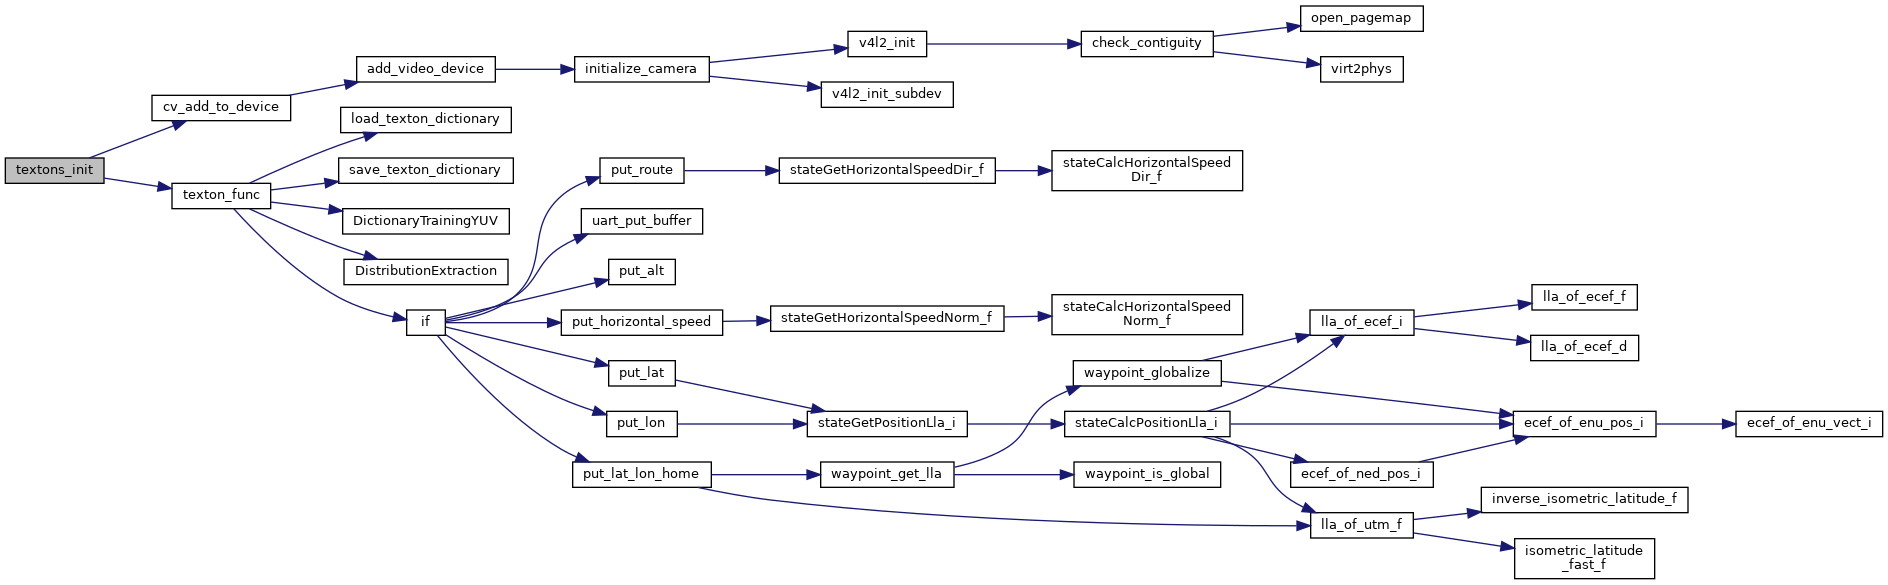 textons_init
cv_add_to_device
texton_func
add_video_device
load_texton_dictionary
save_texton_dictionary
DictionaryTrainingYUV
DistributionExtraction
if
initialize_camera
put_route
uart_put_buffer
put_alt
put_horizontal_speed
put_lat
put_lon
put_lat_lon_home
v4l2_init
v4l2_init_subdev
stateGetHorizontalSpeedDir_f
stateGetHorizontalSpeedNorm_f
stateGetPositionLla_i
waypoint_get_lla
check_contiguity
stateCalcHorizontalSpeed
Dir_f
stateCalcHorizontalSpeed
Norm_f
waypoint_globalize
stateCalcPositionLla_i
waypoint_is_global
open_pagemap
virt2phys
lla_of_ecef_i
ecef_of_ned_pos_i
lla_of_utm_f
lla_of_ecef_f
lla_of_ecef_d
ecef_of_enu_pos_i
inverse_isometric_latitude_f
isometric_latitude
_fast_f
ecef_of_enu_vect_i